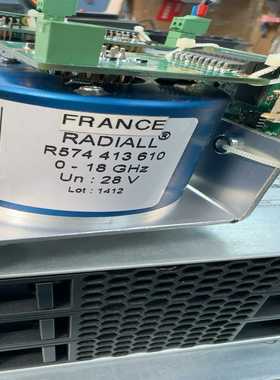 FRANCE
RADIALL®
R574 413 610
0 - 18 GHz
Un : 28 V
Lot : 1412